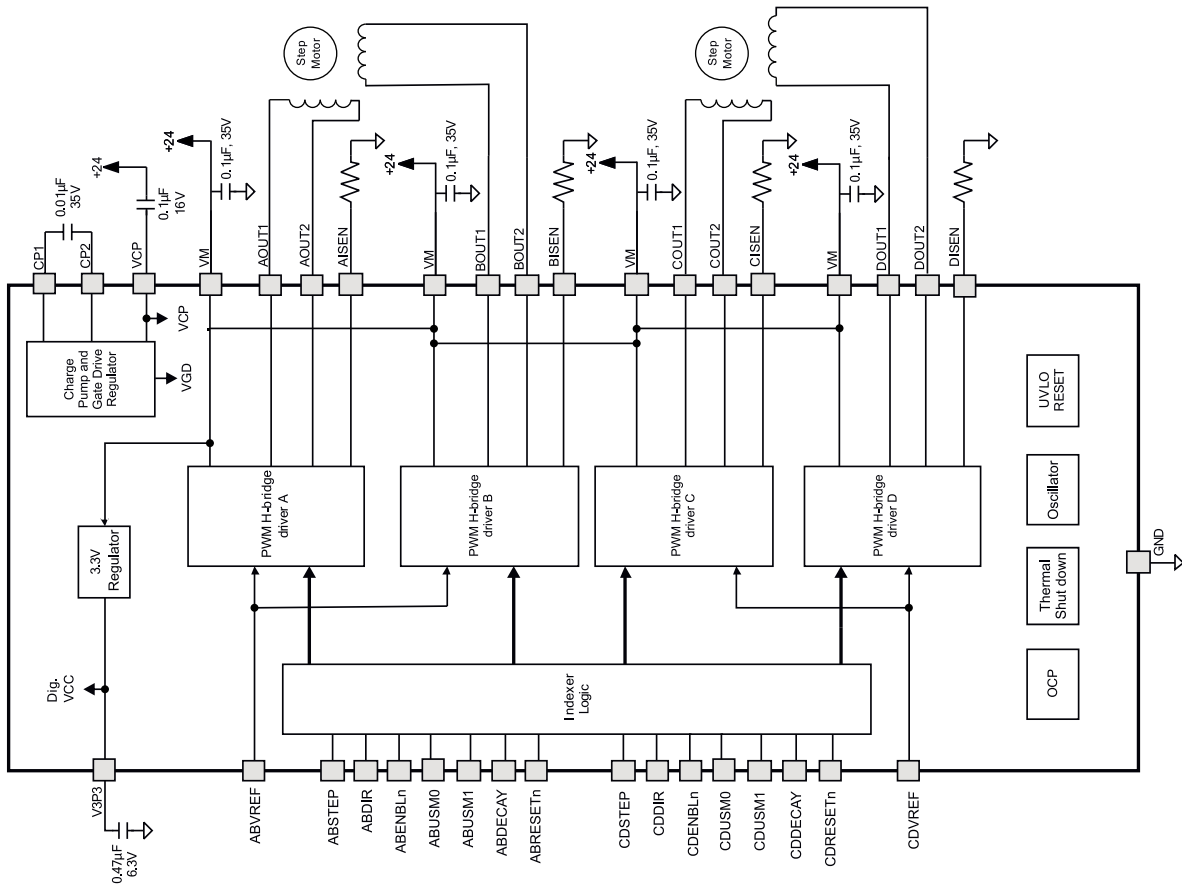 CP1
0.01µF
35V
CP2
VCP
0.1µF
16V
+24
VM
+24
0.1µF, 35V
AOUT1
AOUT2
AISEN
Step
Motor
VM
+24
0.1µF, 35V
BOUT1
BOUT2
BISEN
VM
+24
0.1µF, 35V
COUT1
COUT2
CISEN
Step
Motor
VM
+24
0.1µF, 35V
DOUT1
DOUT2
DISEN
Charge
Pump and
Gate Drive
Regulator
VCP
VGD
3.3V
Regulator
Dig.
VCC
PWM H-bridge
driver A
PWM H-bridge
driver B
PWM H-bridge
driver C
PWM H-bridge
driver D
Indexer
Logic
UVLO
RESET
Oscillator
Thermal
Shut down
OCP
GND
V3P3
0.47µF
6.3V
ABVREF
ABSTEP
ABDIR
ABENBLn
ABUSM0
ABUSM1
ABDECAY
ABRESETn
CDSTEP
CDDIR
CDENBLn
CDUSM0
CDUSM1
CDDECAY
CDRESETn
CDVREF